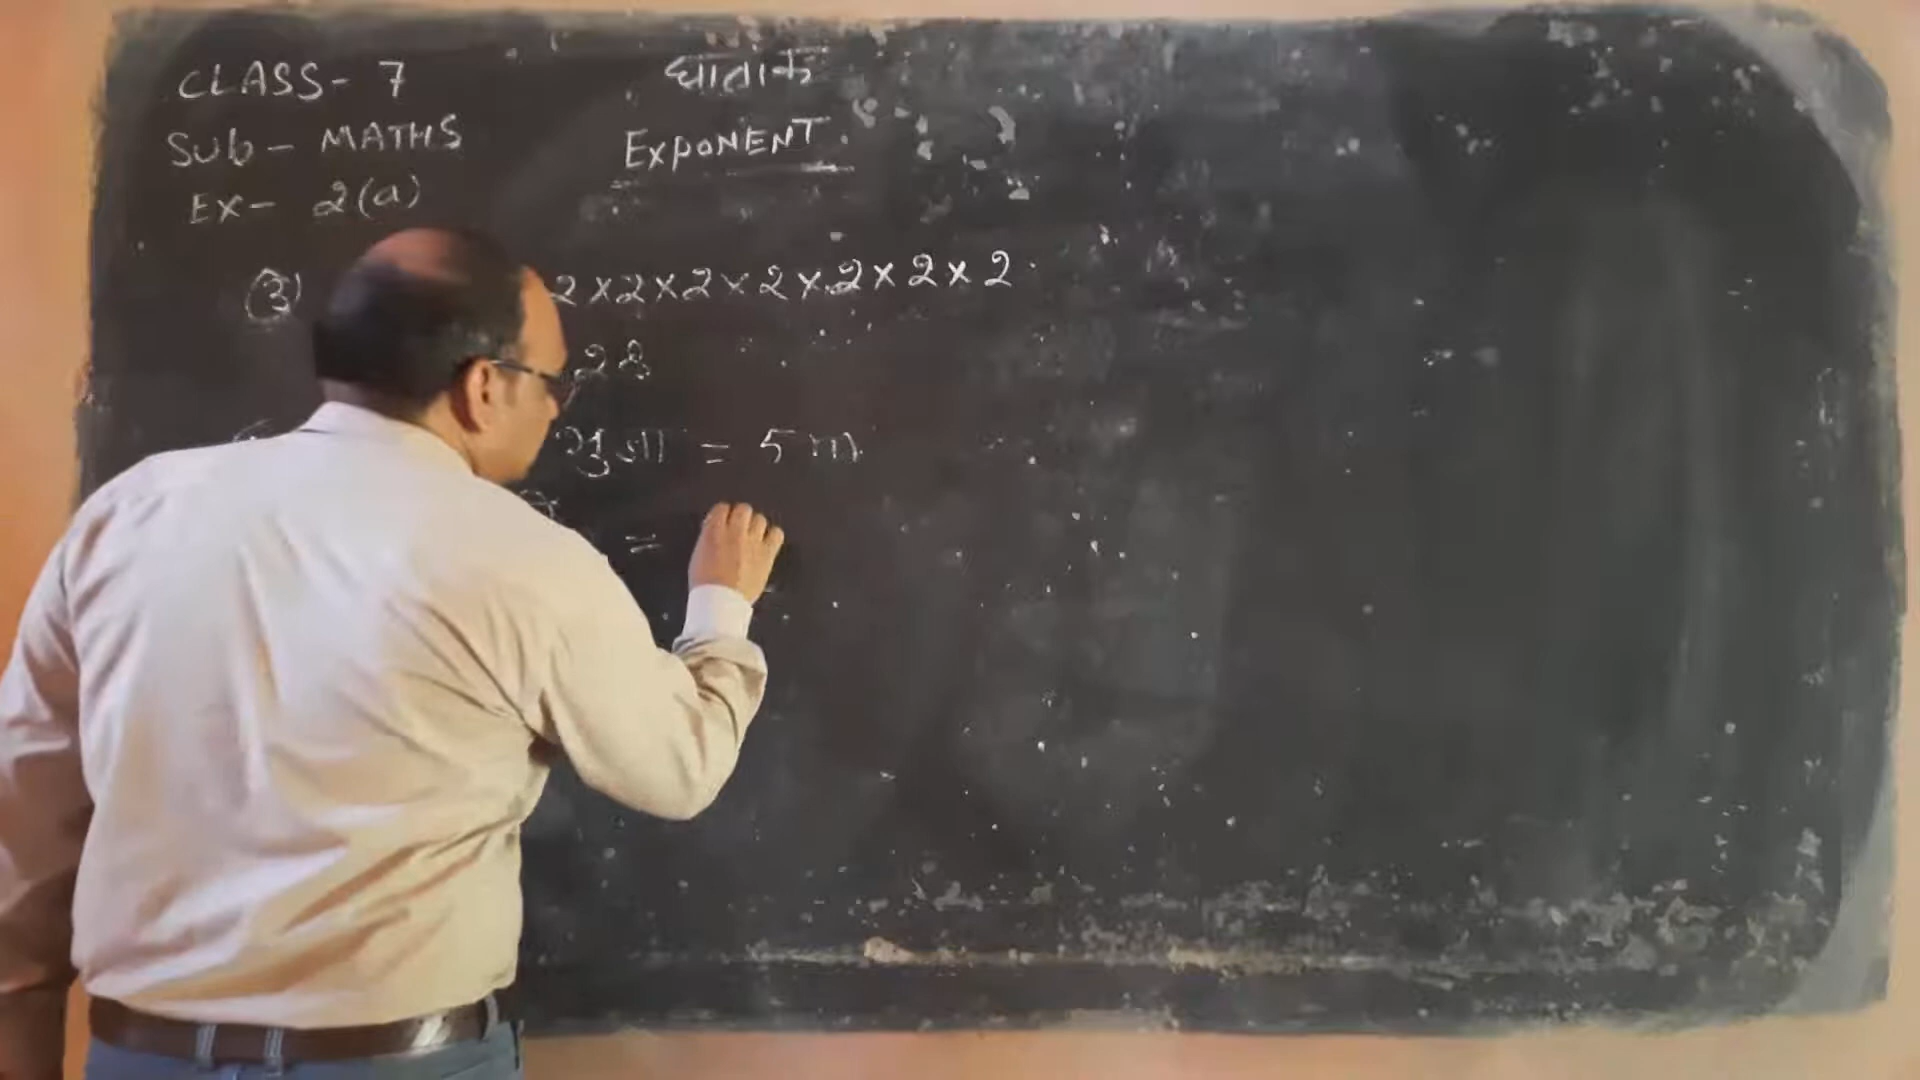 CLASS- 7
घातांक
Sub- MATHS
EXPONENT
Ex- 2(a)
(3) 2×2×2×2×2×2×2
28
भुजा = 5 m
=